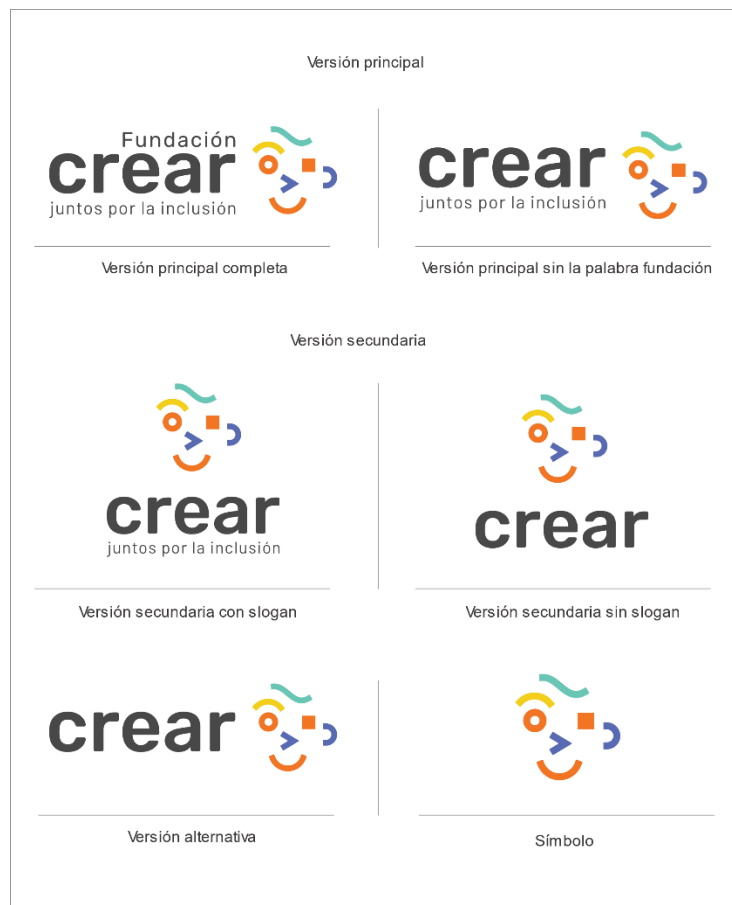 Versión principal
Fundación
crear
juntos por la inclusión
crear
juntos por la inclusión
Versión principal completa
Versión principal sin la palabra fundación
Versión secundaria
crear
juntos por la inclusión
crear
Versión secundaria con slogan
Versión secundaria sin slogan
crear
Versión alternativa
Símbolo